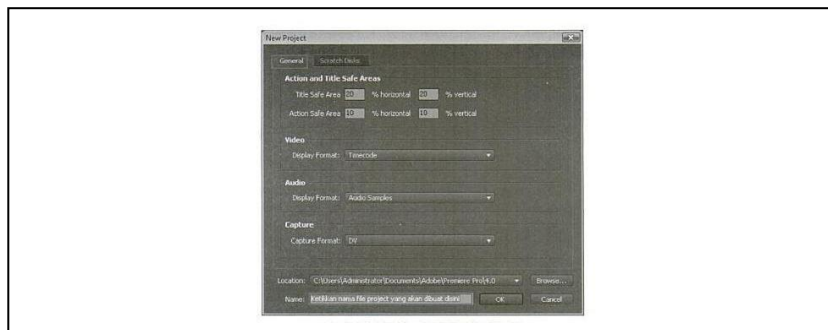 New Project
General Scratch Disks
Action and Title Safe Areas
Title Safe Area 20 % horizontal 20 % vertical
Action Safe Area 10 % horizontal 10 % vertical
Video
Display Format: Timecode
Audio
Display Format: Audio Samples
Capture
Capture Format: DV
Location: C:\Users\Administrator\Documents\Adobe\Premiere Pro\4.0 Browse...
Name: Ketikkan nama file project yang akan dibuat disini OK Cancel